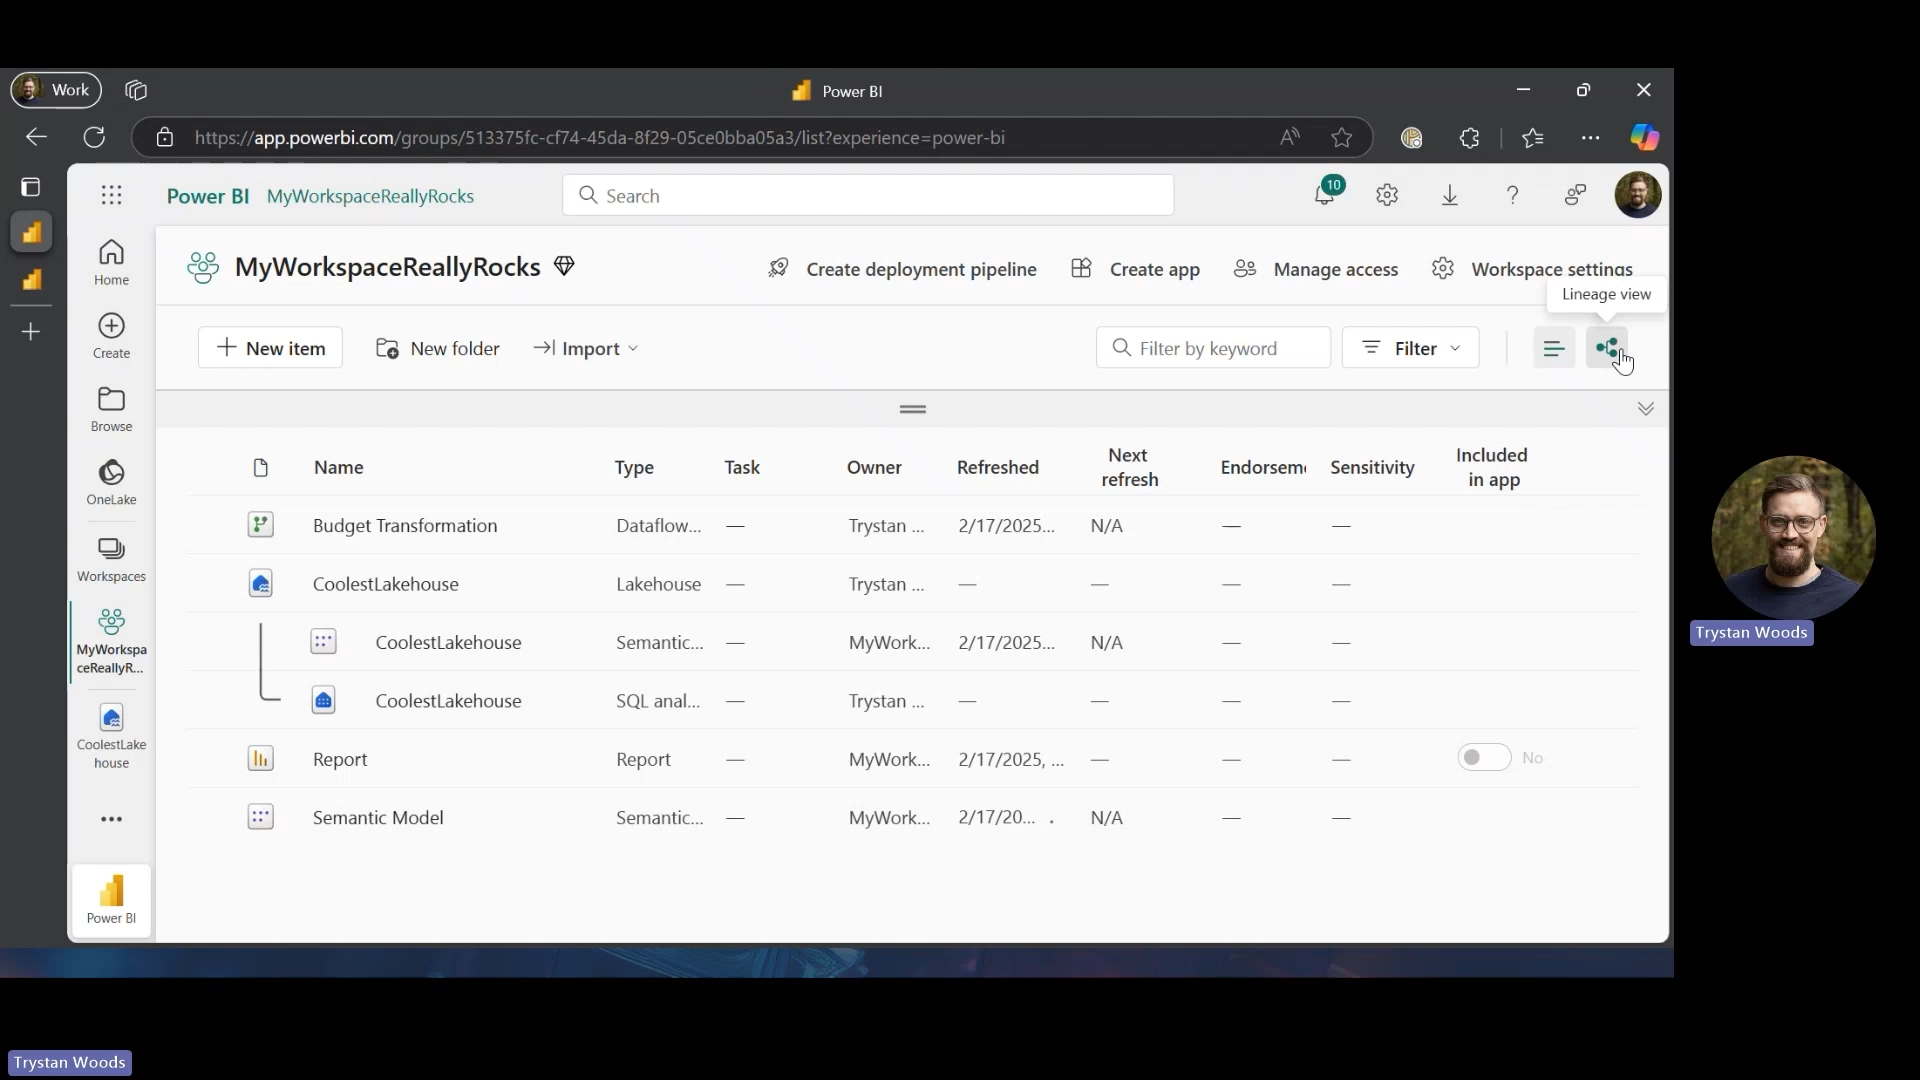 Work
Power BI
https://app.powerbi.com/groups/513375fc-cf74-45da-8f29-05ce0bba05a3/list?experience=power-bi
Power BI MyWorkspaceReallyRocks
Search
10
?
Home
Create
Browse
OneLake
Workspaces
MyWorkspa
ceReallyR...
CoolestLake
house
Power BI
MyWorkspaceReallyRocks
Create deployment pipeline
Create app
Manage access
Workspace settings
Lineage view
New item
New folder
Import
Filter by keyword
Filter
Name Type Task Owner Refreshed Next refresh Endorsem Sensitivity Included in app
Budget Transformation Dataflow... — Trystan ... 2/17/2025... N/A — —
CoolestLakehouse Lakehouse — Trystan ... — — — —
CoolestLakehouse Semantic... — MyWork... 2/17/2025... N/A — —
CoolestLakehouse SQL anal... — Trystan ... — — — —
Report Report — MyWork... 2/17/2025, ... — — — No
Semantic Model Semantic... — MyWork... 2/17/20... . N/A — —
Trystan Woods
Trystan Woods